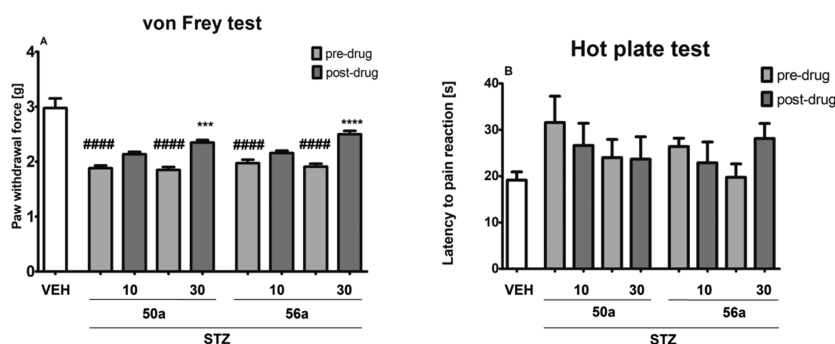 von Frey test
A
pre-drug
post-drug
Paw withdrawal force [g]
4
3
2
1
0
####
####
***
####
####
****
VEH
10
30
10
30
50a
56a
STZ
Hot plate test
B
pre-drug
post-drug
Latency to pain reaction [s]
40
30
20
10
0
VEH
10
30
10
30
50a
56a
STZ